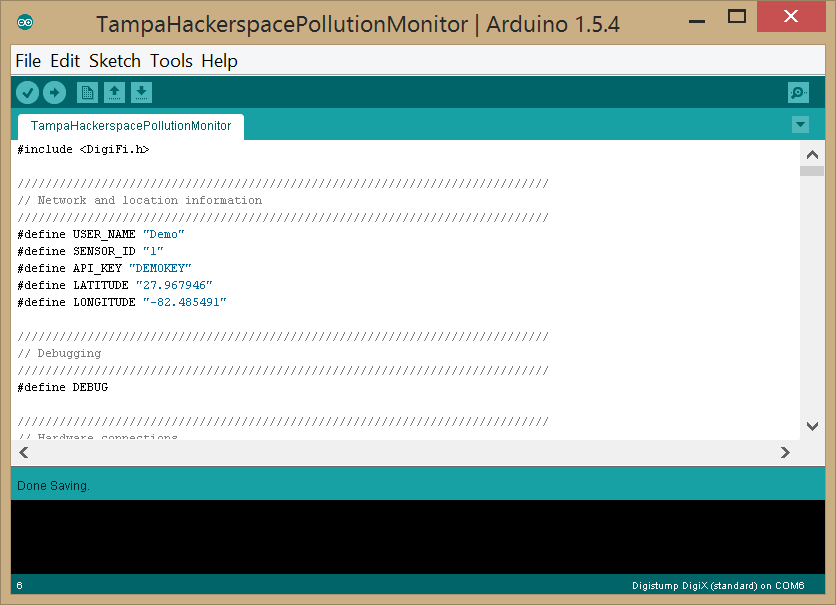 TampaHackerspacePollutionMonitor | Arduino 1.5.4
File Edit Sketch Tools Help
TampaHackerspacePollutionMonitor
#include <DigiFi.h>
////////////////////////////////////////////////////////////////////////////
// Network and location information
////////////////////////////////////////////////////////////////////////////
#define USER_NAME "Demo"
#define SENSOR_ID "1"
#define API_KEY "DEMOKEY"
#define LATITUDE "27.967946"
#define LONGITUDE "-82.485491"
////////////////////////////////////////////////////////////////////////////
// Debugging
////////////////////////////////////////////////////////////////////////////
#define DEBUG
////////////////////////////////////////////////////////////////////////////
// Hardware connections
Done Saving.
6
Digistump DigiX (standard) on COM6